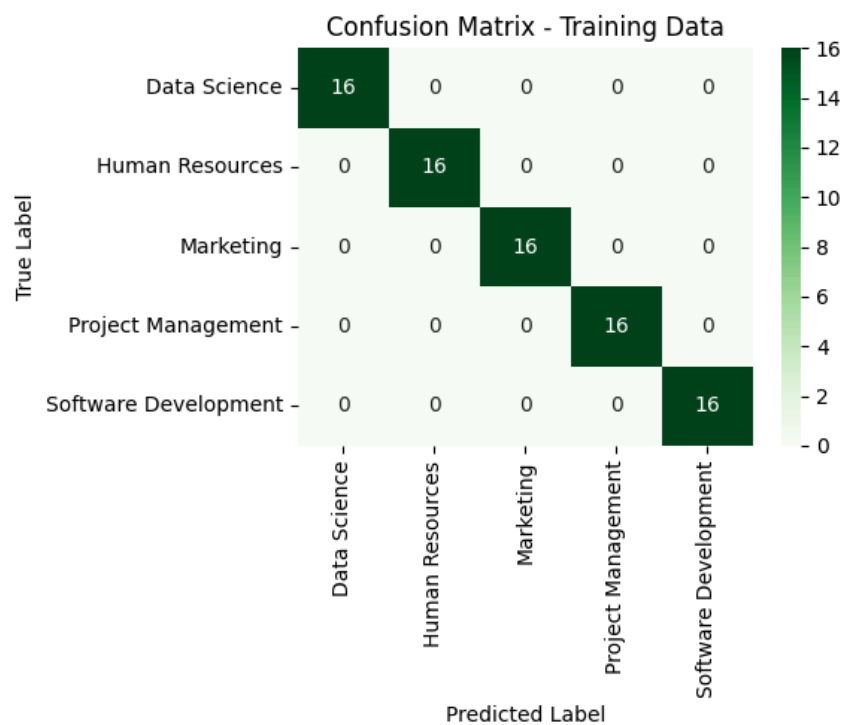 Confusion Matrix - Training Data
True Label
Data Science 16 0 0 0 0
Human Resources 0 16 0 0 0
Marketing 0 0 16 0 0
Project Management 0 0 0 16 0
Software Development 0 0 0 0 16
Data Science
Human Resources
Marketing
Project Management
Software Development
Predicted Label
16
14
12
10
8
6
4
2
0